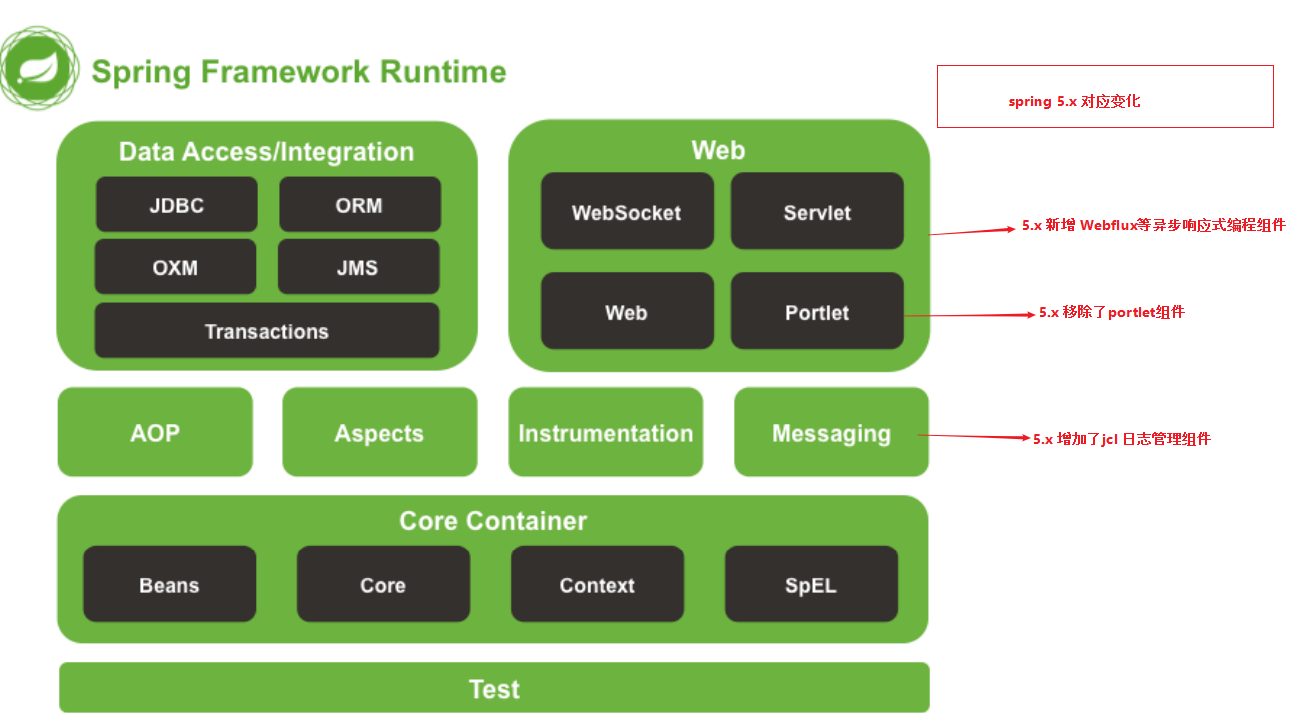 Spring Framework Runtime
spring 5.x 对应变化
Data Access/Integration
JDBC
ORM
OXM
JMS
Transactions
Web
WebSocket
Servlet
Web
Portlet
5.x 新增 Webflux等异步响应式编程组件
5.x 移除了portlet组件
AOP
Aspects
Instrumentation
Messaging
5.x 增加了jcl 日志管理组件
Core Container
Beans
Core
Context
SpEL
Test